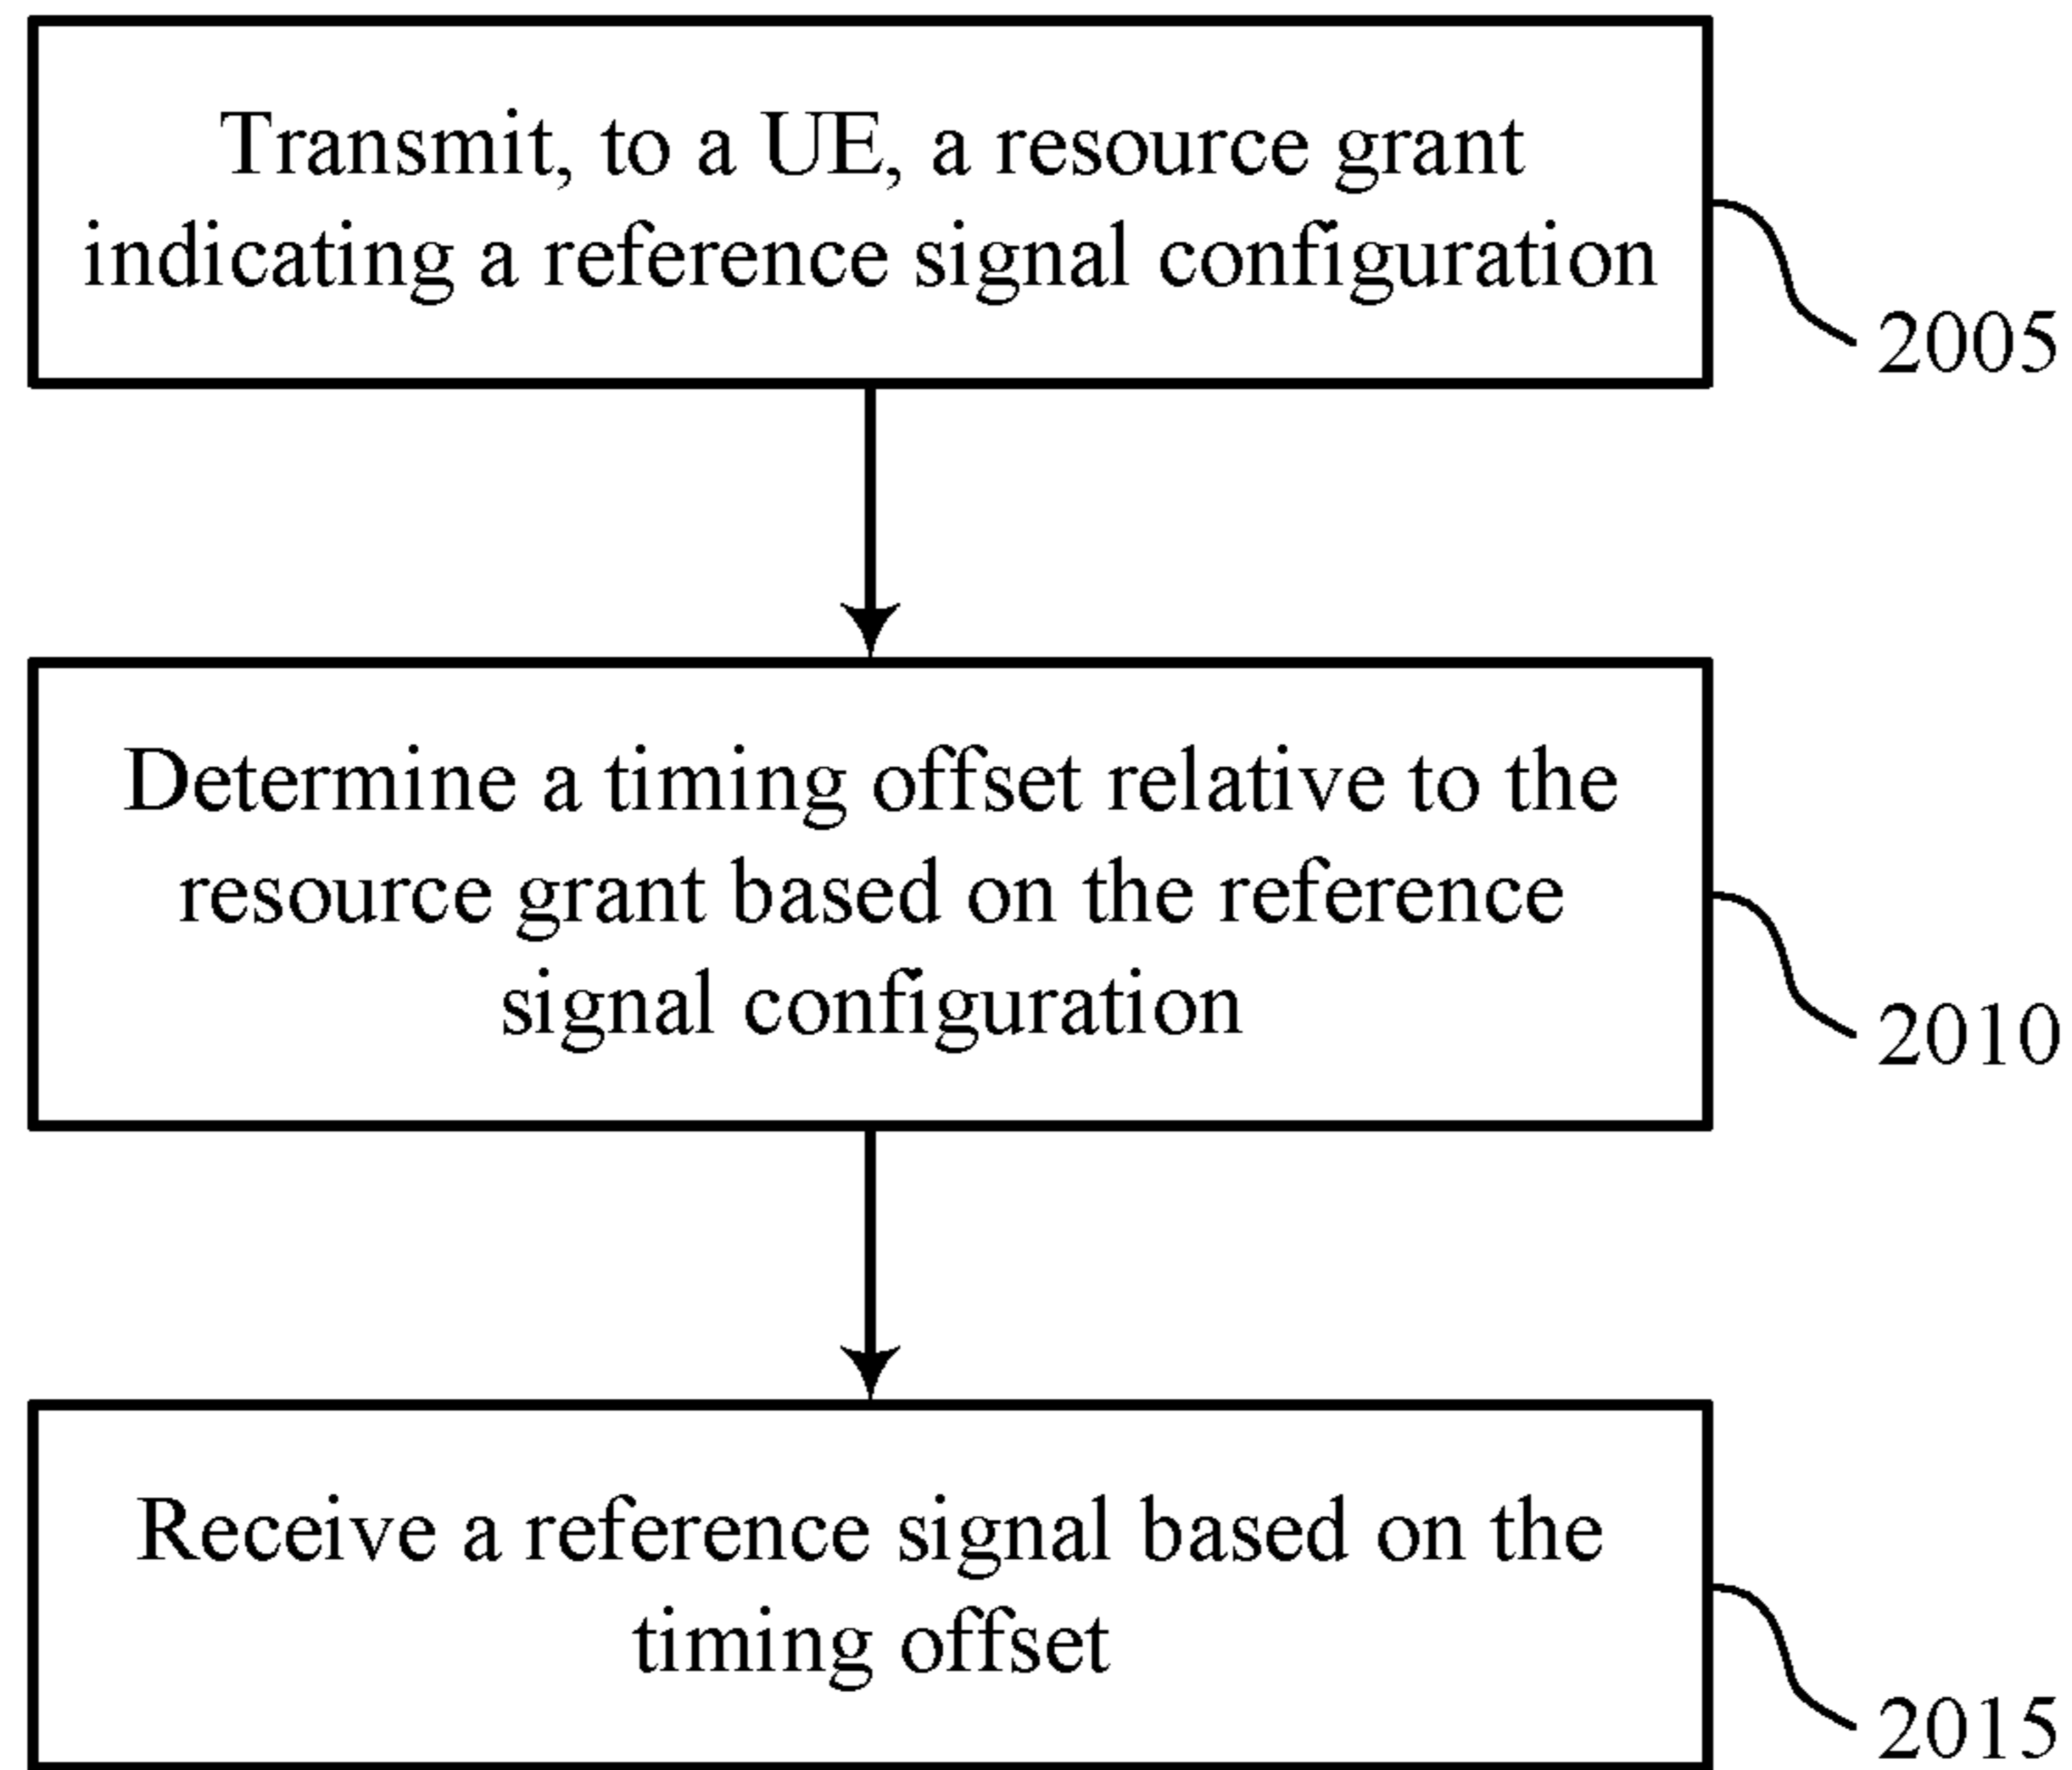 Transmit, to a UE, a resource grant
indicating a reference signal configuration
2005
Determine a timing offset relative to the
resource grant based on the reference
signal configuration
2010
Receive a reference signal based on the
timing offset
2015